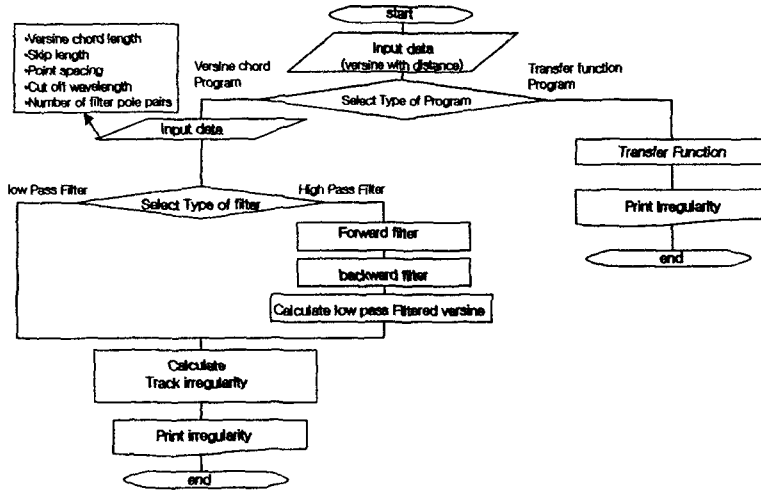 start
Input data
(versine with distance)
Select Type of Program
Versine chord
Program
Transfer function
Program
•Versine chord length
•Skip length
•Point spacing
•Cut off wavelength
•Number of filter pole pairs
Input data
Select Type of filter
low Pass Filter
High Pass Filter
Forward filter
backward filter
Calculate low pass Filtered versine
Calculate
Track irregularity
Print irregularity
end
Transfer Function
Print Irregularity
end